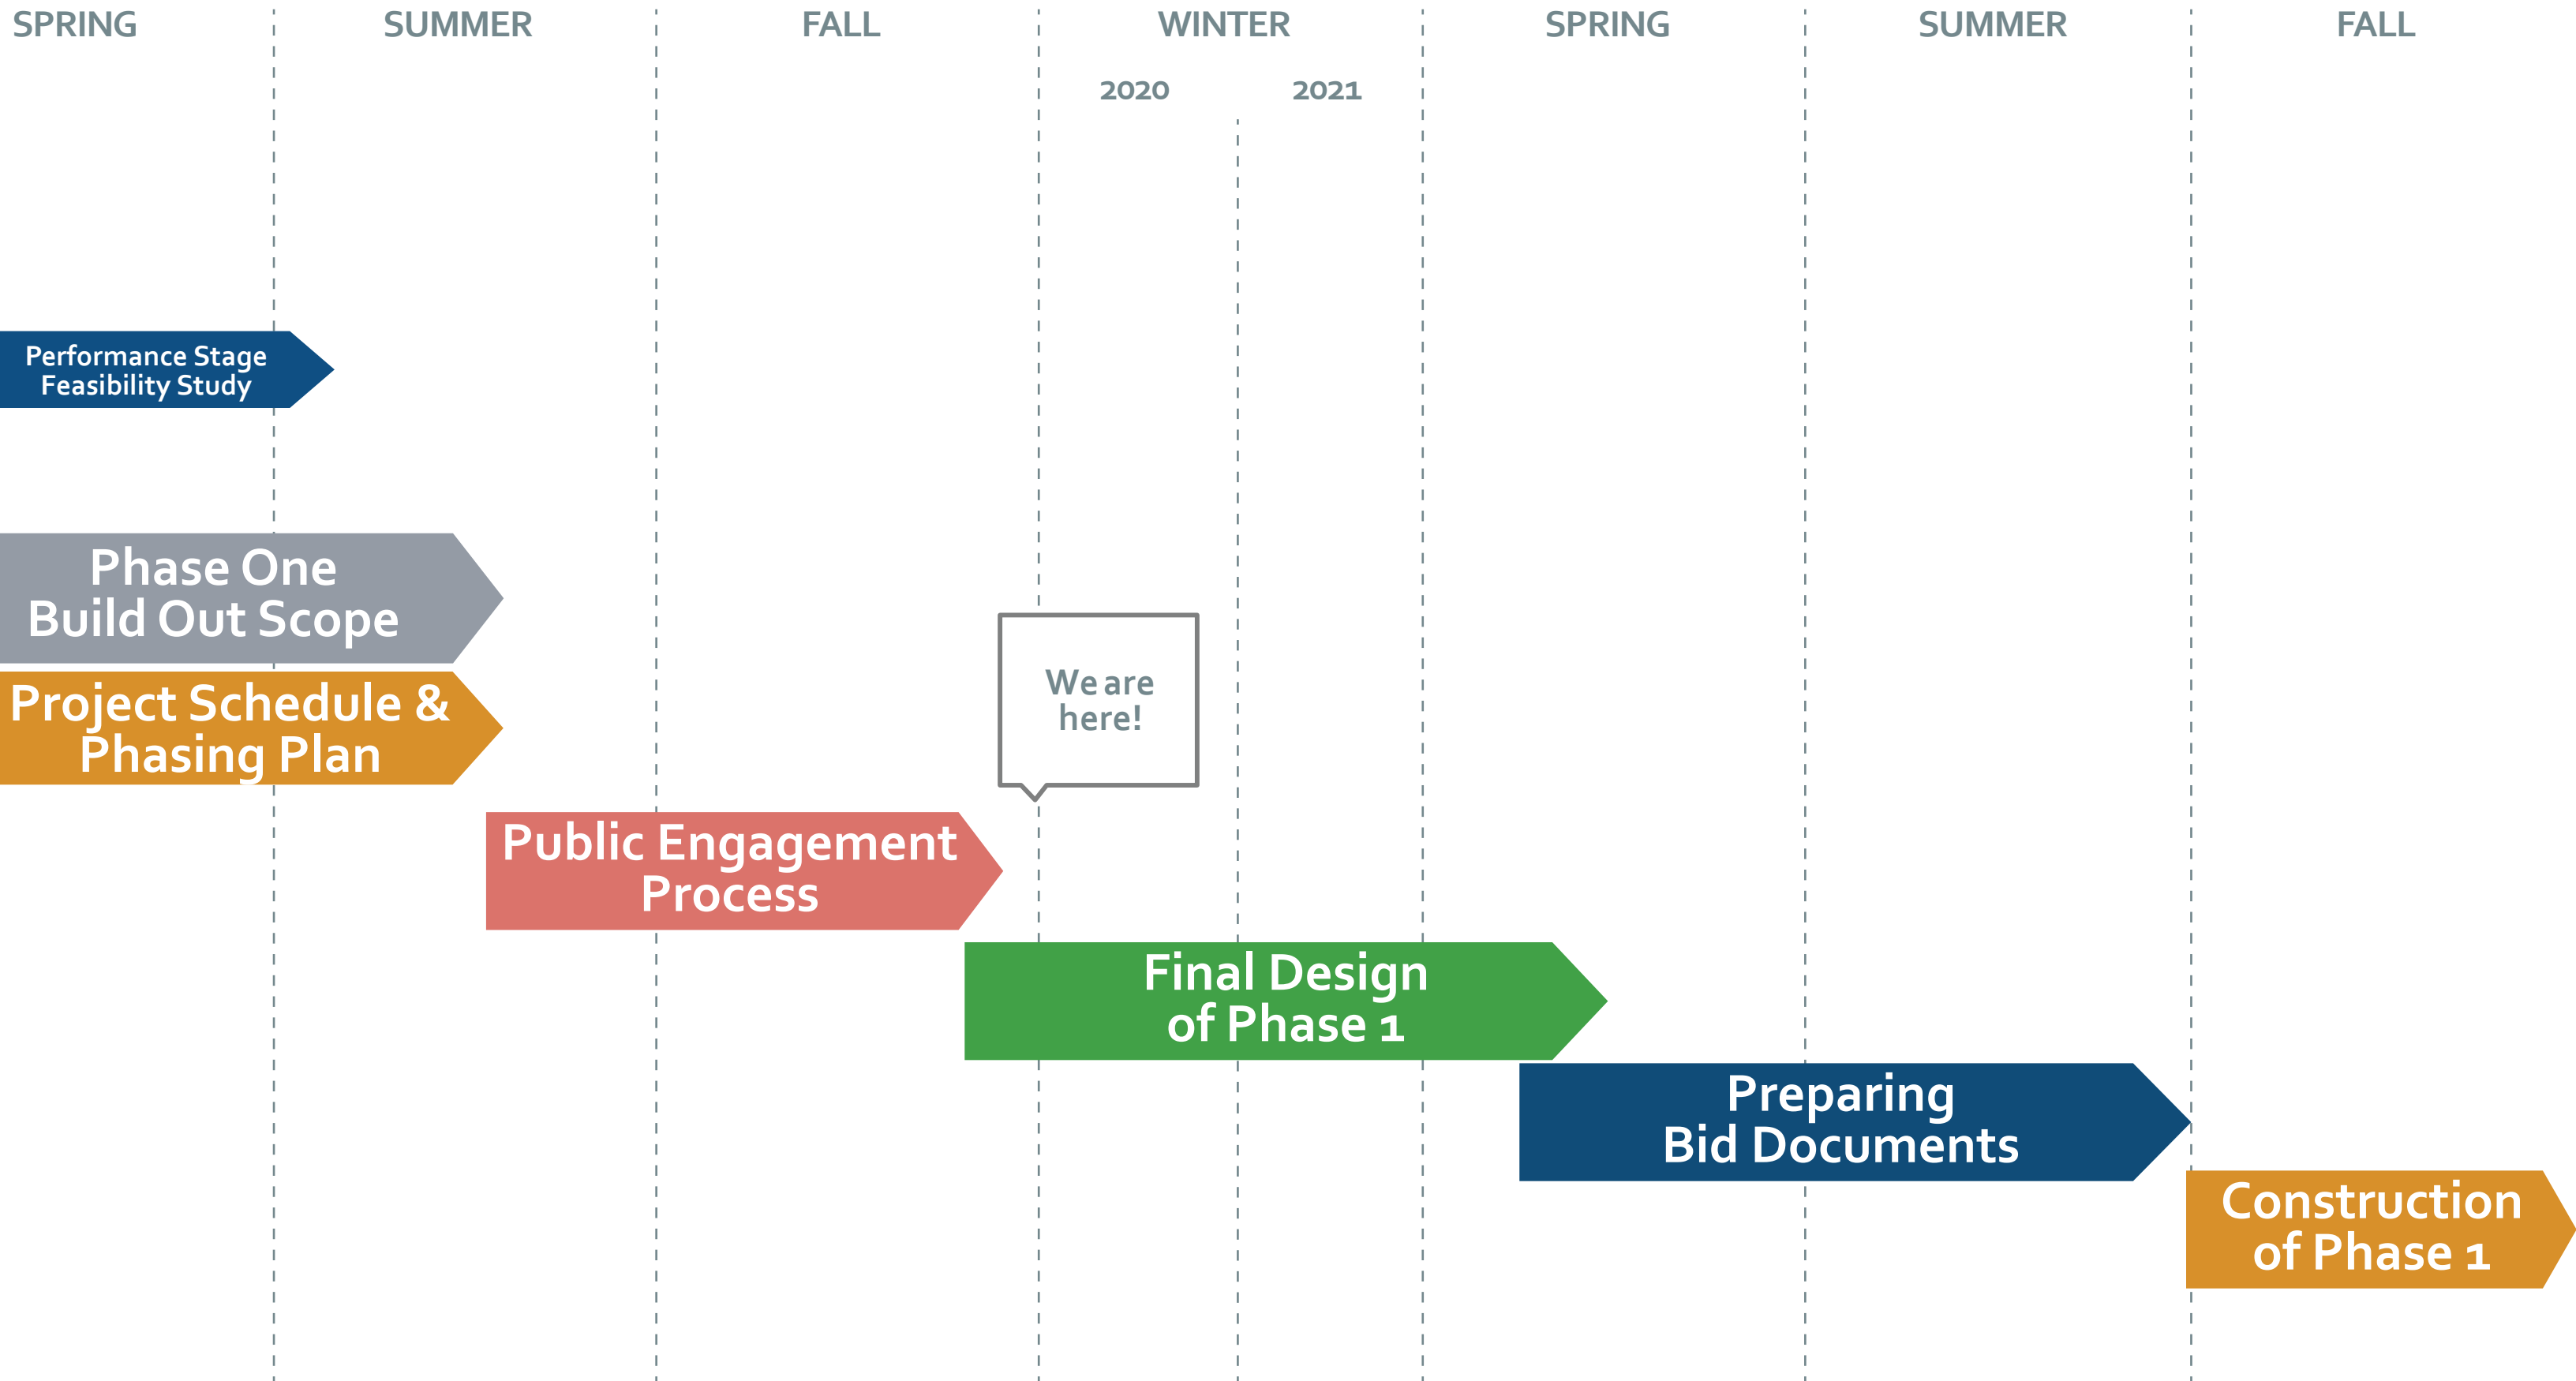 SPRING
SUMMER
FALL
WINTER
SPRING
SUMMER
FALL
2020
2021
Performance Stage
Feasibility Study
Phase One
Build Out Scope
Project Schedule &
Phasing Plan
We are
here!
Public Engagement
Process
Final Design
of Phase 1
Preparing
Bid Documents
Construction
of Phase 1